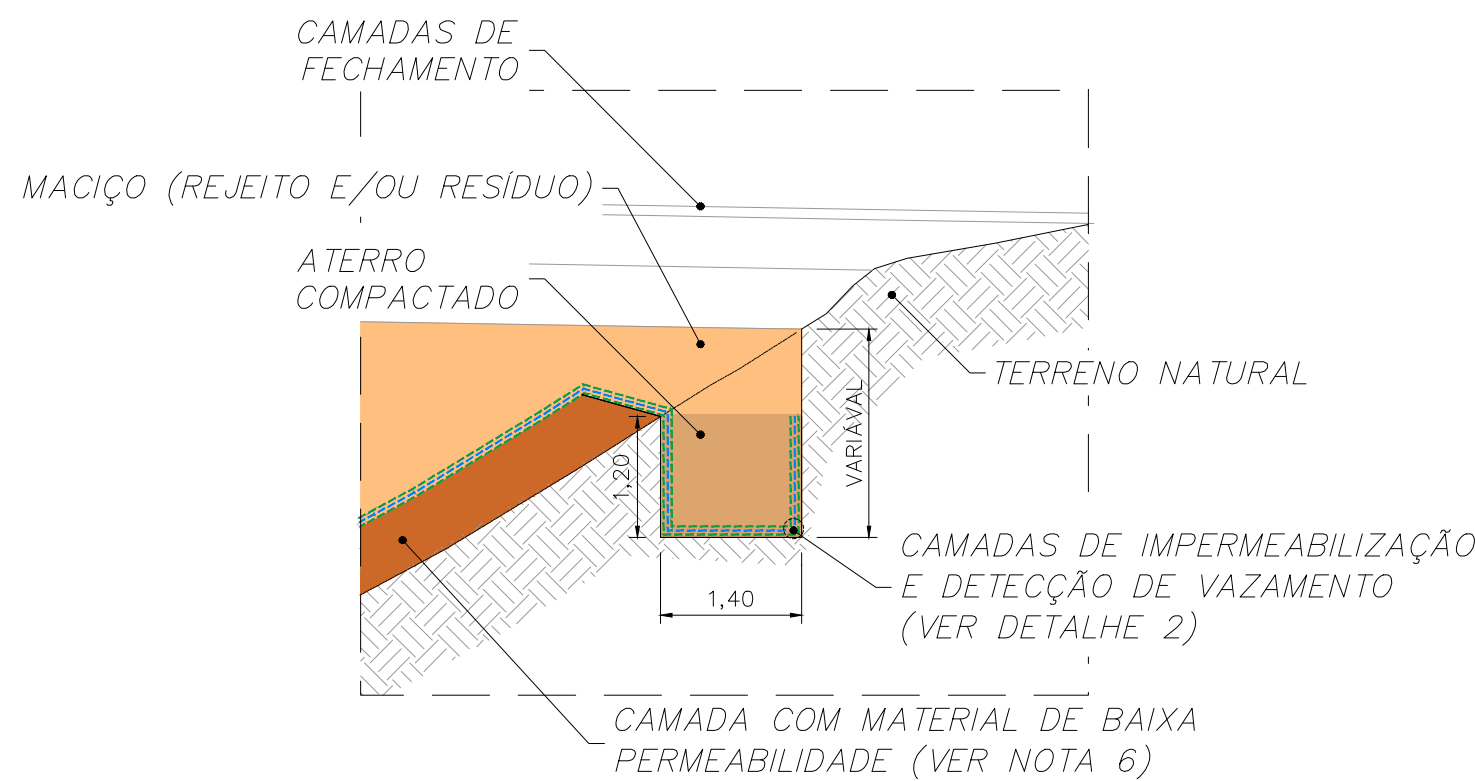 CAMADAS DE
FECHAMENTO
MACIÇO (REJEITO E/OU RESÍDUO)
ATERRO
COMPACTADO
TERRENO NATURAL
VARIÁVAL
1,20
1,40
CAMADAS DE IMPERMEABILIZAÇÃO
E DETECÇÃO DE VAZAMENTO
(VER DETALHE 2)
CAMADA COM MATERIAL DE BAIXA
PERMEABILIDADE (VER NOTA 6)